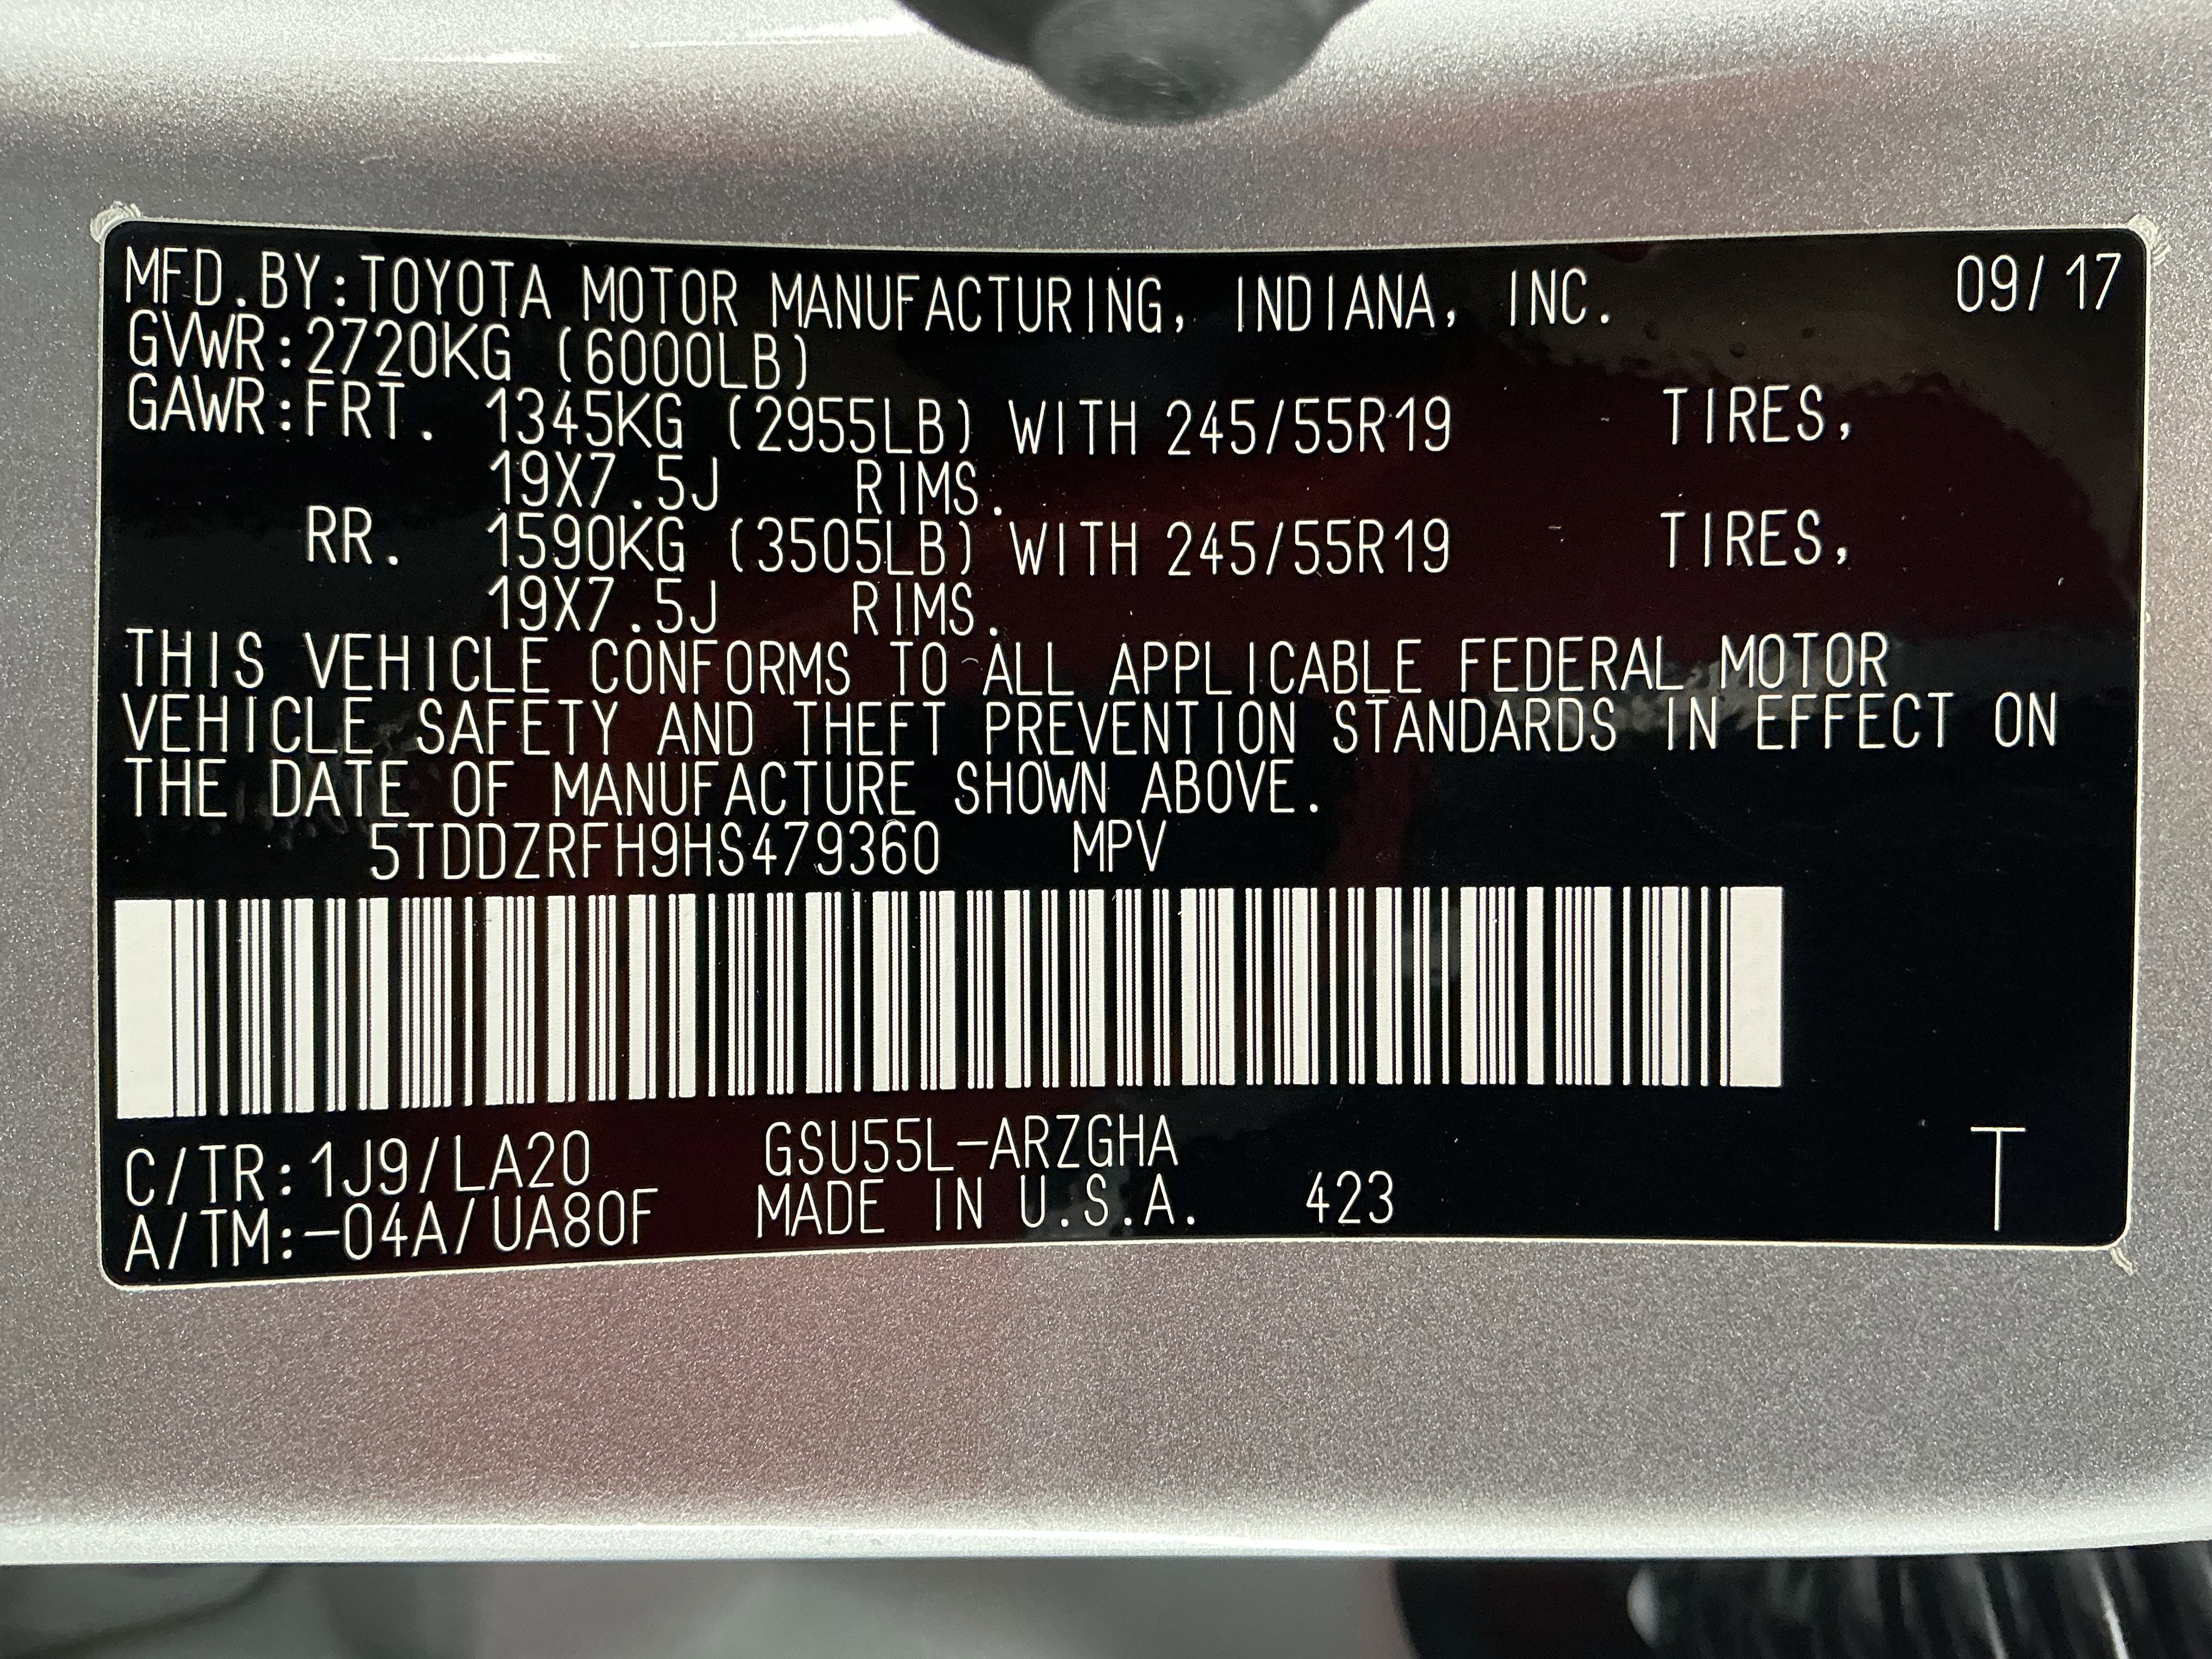 MFD.BY:TOYOTA MOTOR MANUFACTURING, INDIANA, INC. 09/17
GVWR:2720KG (6000LB)
GAWR:FRT. 1345KG (2955LB) WITH 245/55R19 TIRES,
19X7.5J RIMS.
RR. 1590KG (3505LB) WITH 245/55R19 TIRES,
19X7.5J RIMS.
THIS VEHICLE CONFORMS TO ALL APPLICABLE FEDERAL MOTOR
VEHICLE SAFETY AND THEFT PREVENTION STANDARDS IN EFFECT ON
THE DATE OF MANUFACTURE SHOWN ABOVE.
5TDDZRFH9HS479360 MPV
C/TR:1J9/LA20 GSU55L-ARZGHA
A/TM:-04A/UA80F MADE IN U.S.A. 423 T